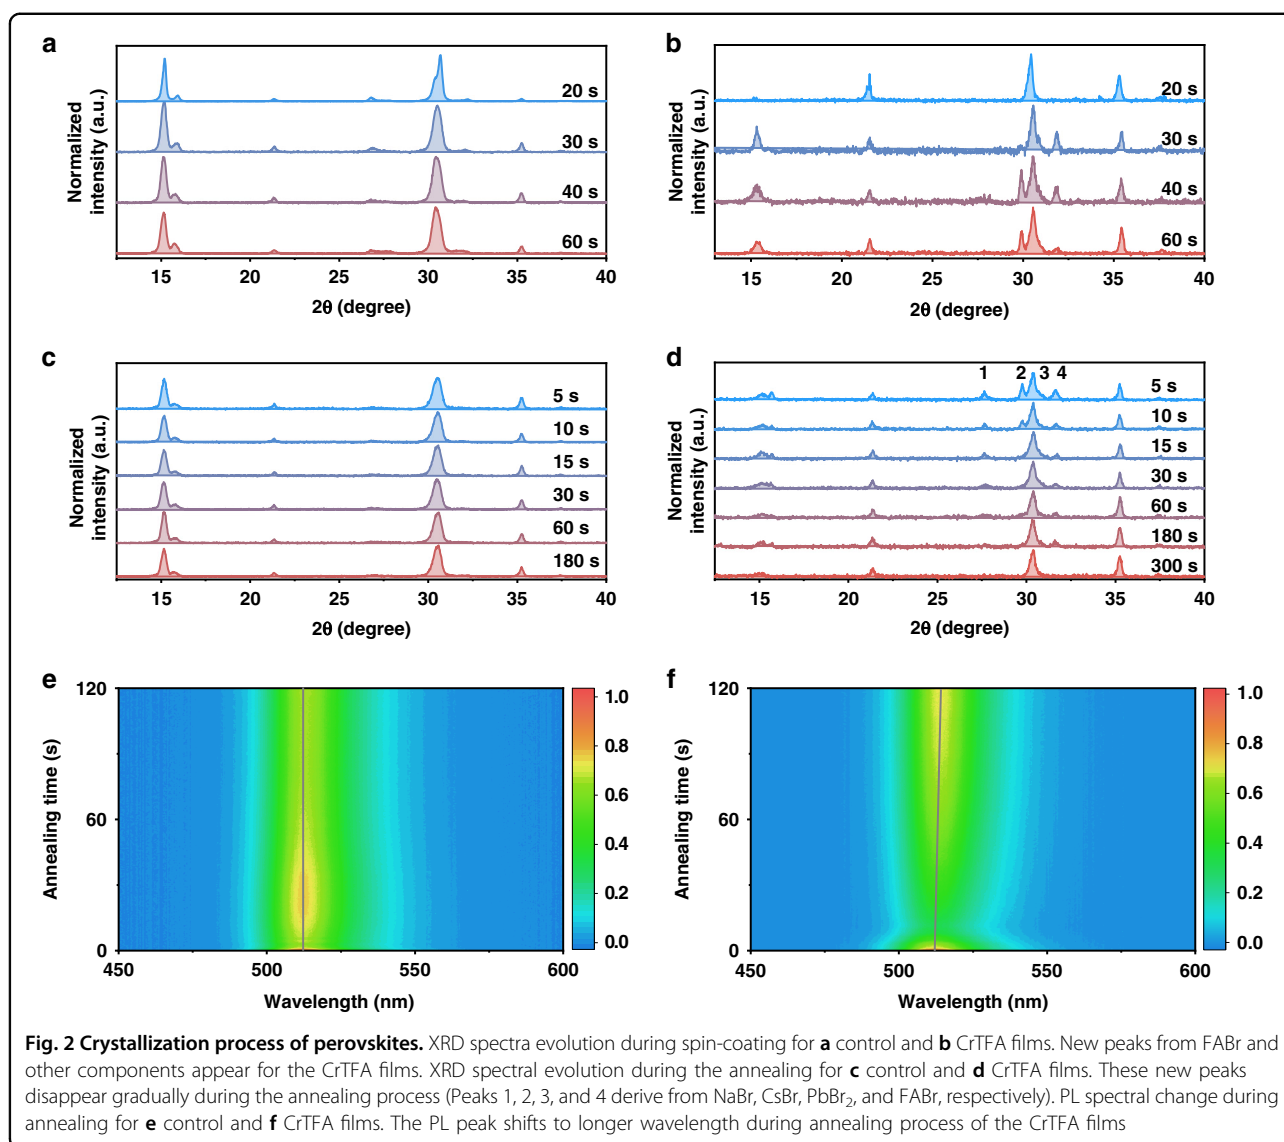 a
Normalized
intensity (a.u.)
20 s
30 s
40 s
60 s
15 20 25 30 35 40
2θ (degree)
b
Normalized
intensity (a.u.)
20 s
30 s
40 s
60 s
15 20 25 30 35 40
2θ (degree)
c
Normalized
intensity (a.u.)
5 s
10 s
15 s
30 s
60 s
180 s
15 20 25 30 35 40
2θ (degree)
d
Normalized
intensity (a.u.)
1 2 3 4
5 s
10 s
15 s
30 s
60 s
180 s
300 s
15 20 25 30 35 40
2θ (degree)
e
Annealing time (s)
120
60
0
450 500 550 600
Wavelength (nm)
1.0
0.8
0.6
0.4
0.2
0.0
f
Annealing time (s)
120
60
0
450 500 550 600
Wavelength (nm)
1.0
0.8
0.6
0.4
0.2
0.0
Fig. 2 Crystallization process of perovskites. XRD spectra evolution during spin-coating for a control and b CrTFA films. New peaks from FABr and
other components appear for the CrTFA films. XRD spectral evolution during the annealing for c control and d CrTFA films. These new peaks
disappear gradually during the annealing process (Peaks 1, 2, 3, and 4 derive from NaBr, CsBr, PbBr₂, and FABr, respectively). PL spectral change during
annealing for e control and f CrTFA films. The PL peak shifts to longer wavelength during annealing process of the CrTFA films